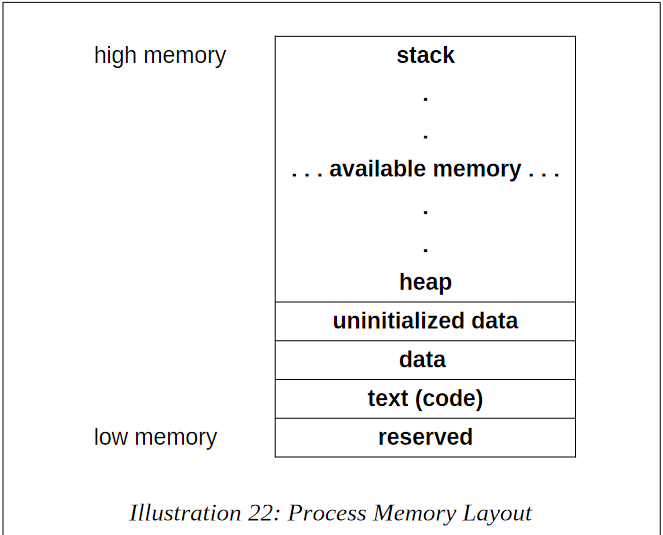 high memory stack
.
.
. . . available memory . . .
.
.
heap
uninitialized data
data
text (code)
low memory reserved
Illustration 22: Process Memory Layout